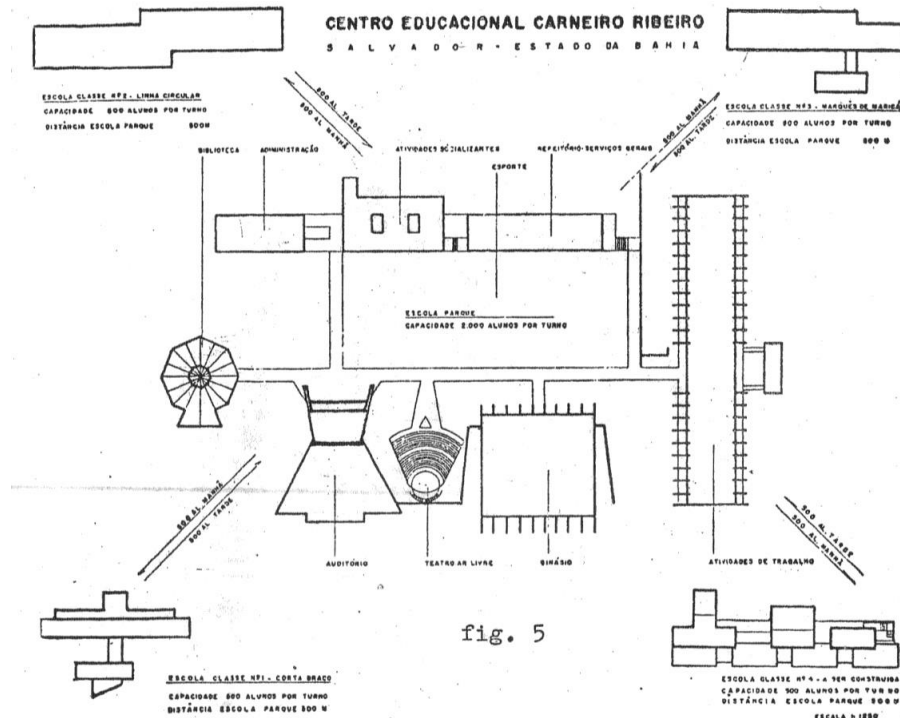 CENTRO EDUCACIONAL CARNEIRO RIBEIRO
SALVADOR - ESTADO DA BAHIA
ESCOLA CLASSE Nº2 - LINHA CIRCULAR
CAPACIDADE 500 ALUNOS POR TURNO
DISTÂNCIA ESCOLA PARQUE 500M
500 AL. TARDE
500 AL. MANHÃ
ESCOLA CLASSE Nº3 - MARQUÊS DE MARICÁ
CAPACIDADE 500 ALUNOS POR TURNO
DISTÂNCIA ESCOLA PARQUE M
500 AL. MANHÃ
500 AL. TARDE
BIBLIOTECA
ADMINISTRAÇÃO
ATIVIDADES SOCIALIZANTES
ESPORTE
REFEITÓRIO-SERVIÇOS GERAIS
ESCOLA PARQUE
CAPACIDADE 2.000 ALUNOS POR TURNO
500 AL. MANHÃ
500 AL. TARDE
500 AL. TARDE
500 AL. MANHÃ
AUDITÓRIO
TEATRO AR LIVRE
GINÁSIO
ATIVIDADES DE TRABALHO
fig. 5
ESCOLA CLASSE Nº1 - CORTA BRAÇO
CAPACIDADE 500 ALUNOS POR TURNO
DISTÂNCIA ESCOLA PARQUE 500 M
ESCOLA CLASSE Nº4 - A SER CONSTRUIDA
CAPACIDADE 500 ALUNOS POR TURNO
DISTÂNCIA ESCOLA PARQUE
ESCALA 1:1250